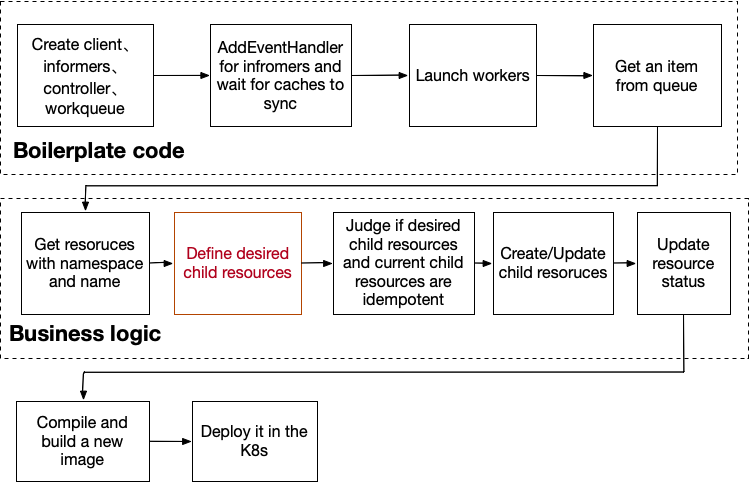 Create client、
informers、
controller、
workqueue
AddEventHandler
for infromers and
wait for caches to
sync
Launch workers
Get an item
from queue
Boilerplate code
Get resoruces
with namespace
and name
Define desired
child resources
Judge if desired
child resources
and current child
resources are
idempotent
Create/Update
child resoruces
Update
resource
status
Business logic
Compile and
build a new
image
Deploy it in the
K8s